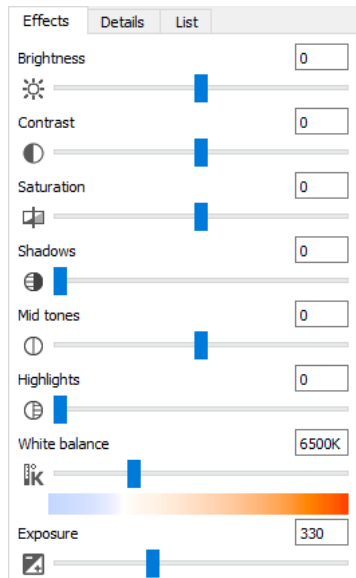 Effects Details List
Brightness 0
Contrast 0
Saturation 0
Shadows 0
Mid tones 0
Highlights 0
White balance 6500K
K
Exposure 330